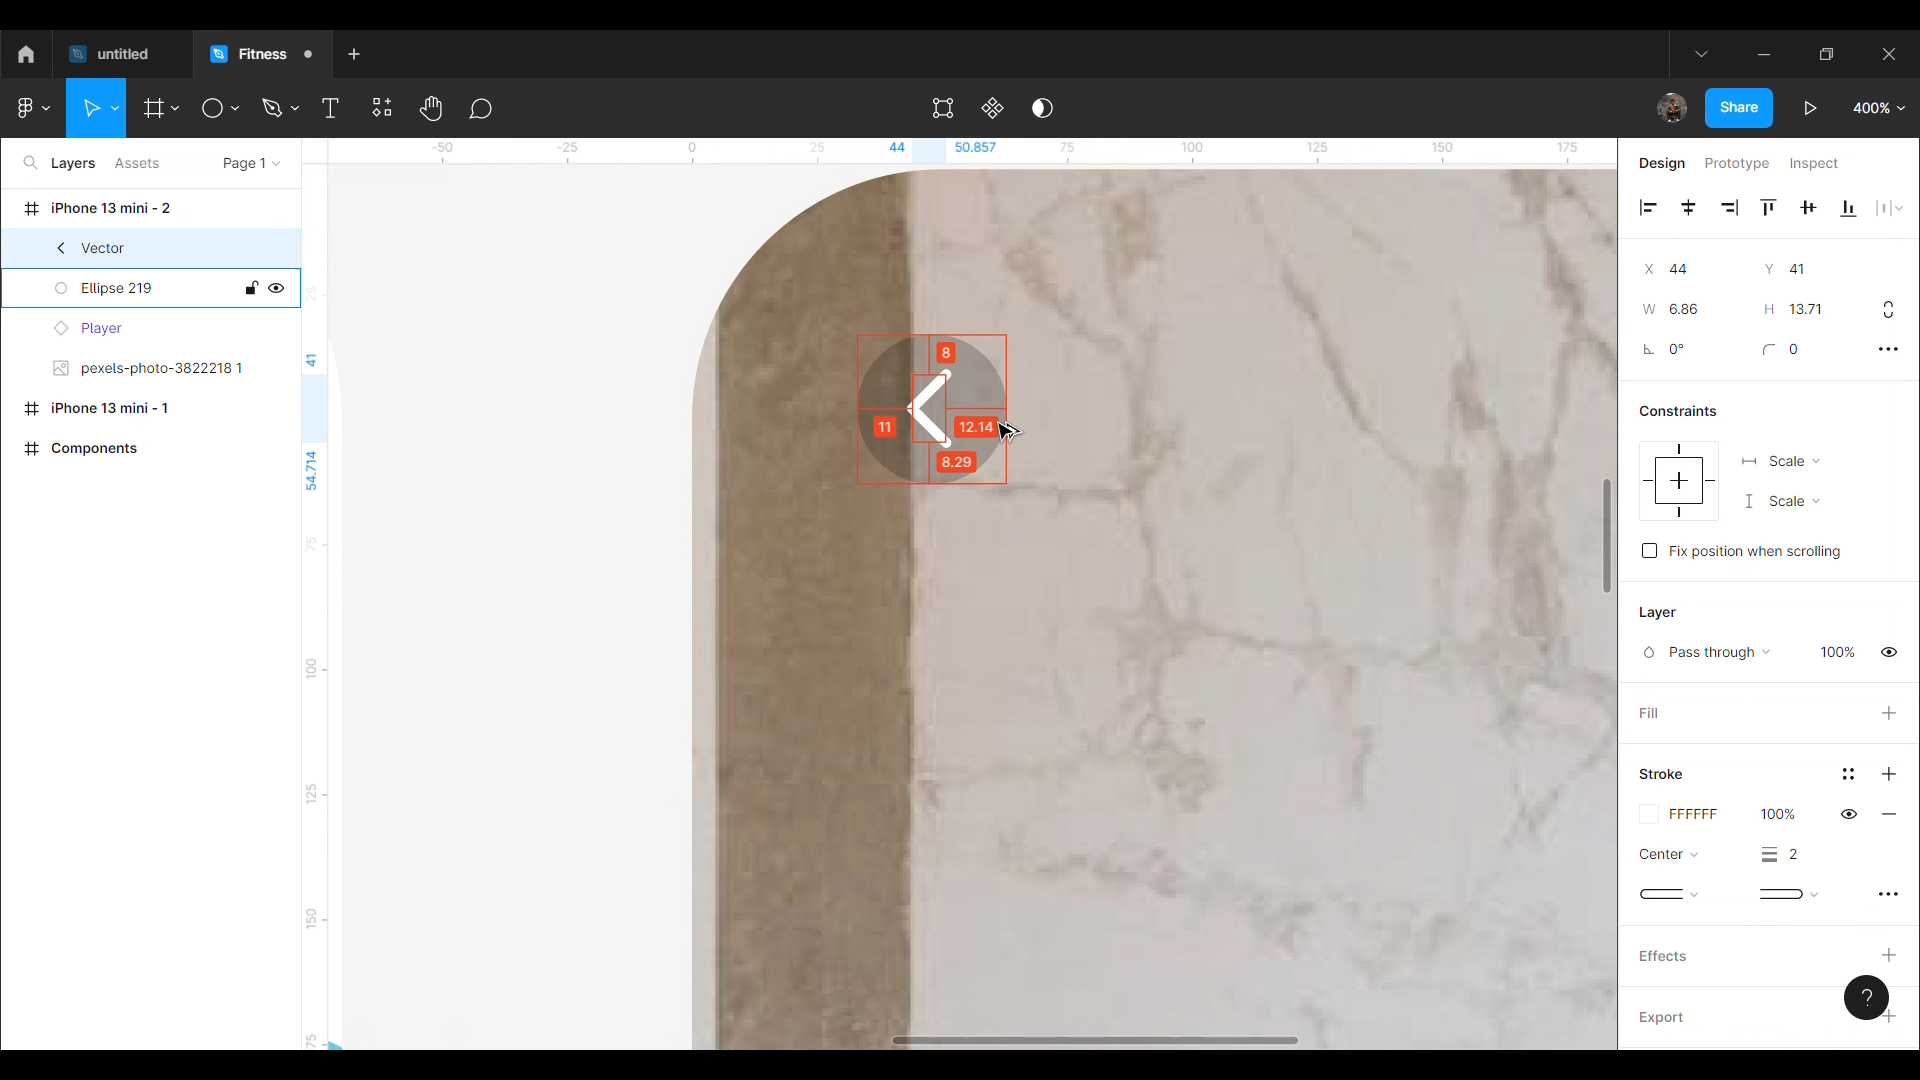 untitled
Fitness
Share
400%
Layers
Assets
Page 1
iPhone 13 mini - 2
Vector
Ellipse 219
Player
pexels-photo-3822218 1
iPhone 13 mini - 1
Components
-50
-25
0
25
44
50.857
75
100
125
150
175
25
41
54.714
75
100
125
150
75
8
11
12.14
8.29
Design
Prototype
Inspect
X 44
Y 41
W 6.86
H 13.71
0°
0
Constraints
Scale
Scale
Fix position when scrolling
Layer
Pass through
100%
Fill
Stroke
FFFFFF
100%
Center
2
Effects
?
Export